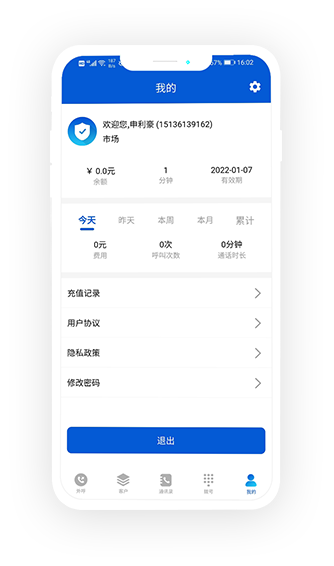 57% 16:02
我的
欢迎您,申利豪 (15136139162)
市场
¥ 0.0元 1 2022-01-07
余额 分钟 有效期
今天 昨天 本周 本月 累计
0元 0次 0分钟
费用 呼叫次数 通话时长
充值记录
用户协议
隐私政策
修改密码
退出
外呼 客户 通讯录 拨号 我的